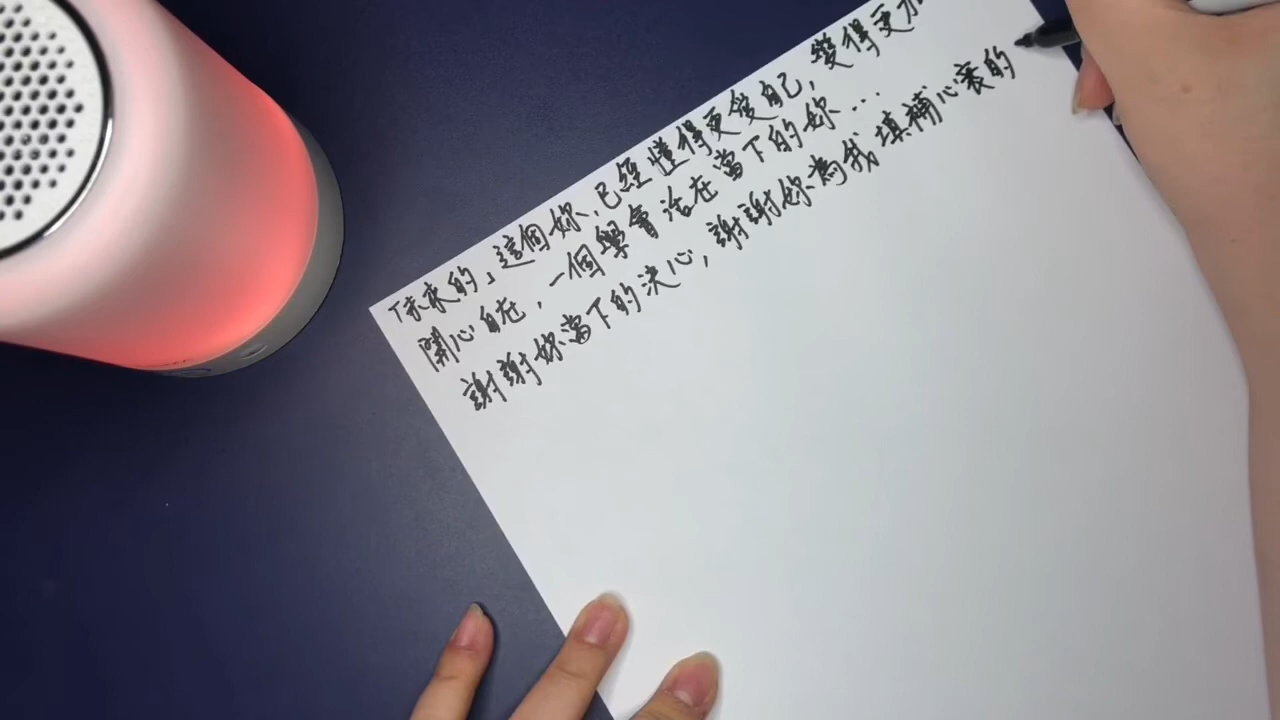 「未來的」這個妳，已經懂得更愛自己，變得更加
開心自在，一個學會活在當下的妳...
謝謝妳當下的決心，謝謝妳為我填補心裏的